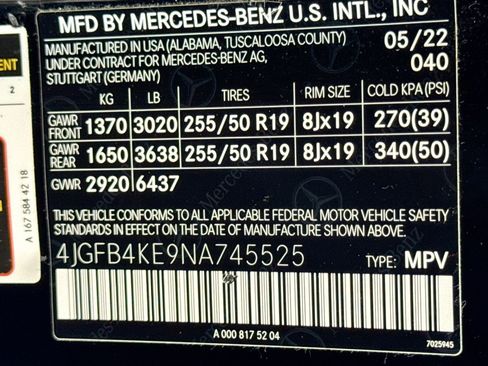 MFD BY MERCEDES-BENZ U.S. INTL., INC
MANUFACTURED IN USA (ALABAMA, TUSCALOOSA COUNTY) 05/22
UNDER CONTRACT FOR MERCEDES-BENZ AG, 040
STUTTGART (GERMANY)
KG LB TIRES RIM SIZE COLD KPA (PSI)
GAWR FRONT 1370 3020 255/50 R19 8Jx19 270(39)
GAWR REAR 1650 3638 255/50 R19 8Jx19 340(50)
GVWR 2920 6437
THIS VEHICLE CONFORMS TO ALL APPLICABLE FEDERAL MOTOR VEHICLE SAFETY
STANDARDS IN EFFECT ON THE DATE OF MANUFACTURE SHOWN ABOVE.
4JGFB4KE9NA745525 TYPE: MPV
A 000 817 52 04
7025945
2
A 167 584 42 18